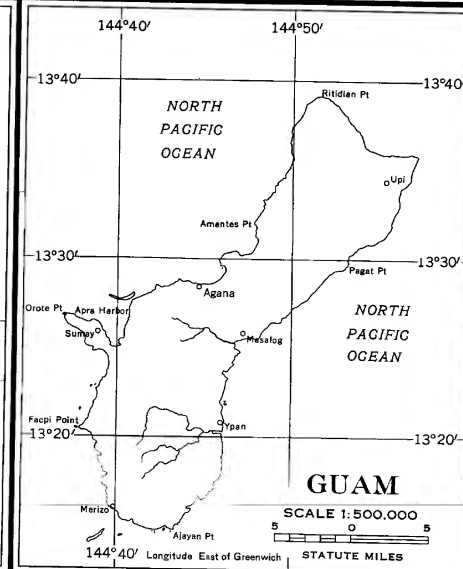 144°40' 144°50'
13°40' 13°40'
Ritidian Pt
NORTH
PACIFIC
OCEAN
Upi
Amantes Pt
13°30' 13°30'
Pagat Pt
Agana
Orote Pt Apra Harbor
NORTH
PACIFIC
OCEAN
Sumay
Masalog
Facpi Point
Ypan
13°20' 13°20'
GUAM
SCALE 1:500,000
Merizo
5 0 5
Ajayan Pt
144°40' Longitude East of Greenwich STATUTE MILES